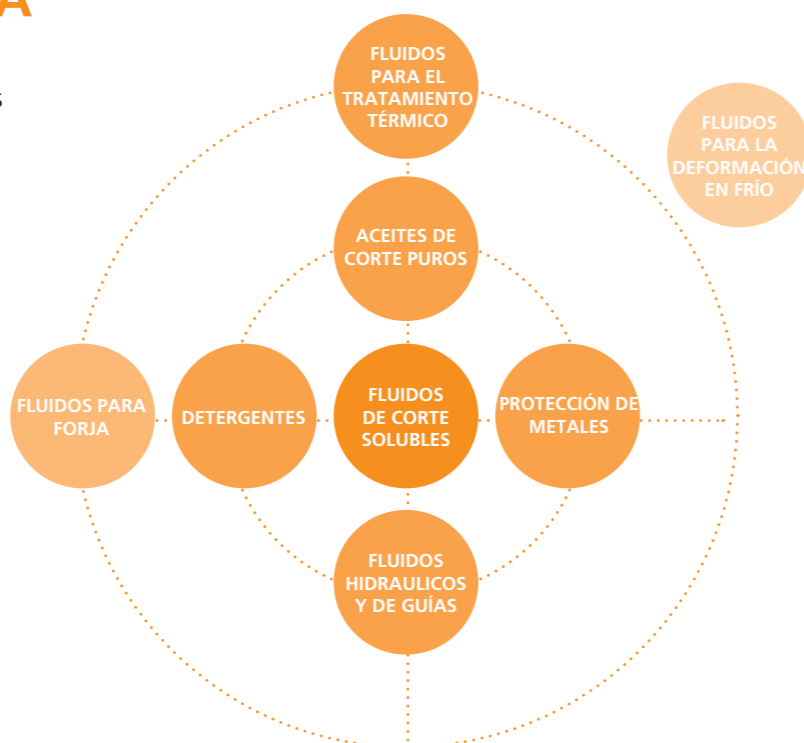 A
s
FLUIDOS
PARA EL
TRATAMIENTO
TÉRMICO
FLUIDOS
PARA LA
DEFORMACIÓN
EN FRÍO
ACEITES DE
CORTE PUROS
FLUIDOS PARA
FORJA
DETERGENTES
FLUIDOS
DE CORTE
SOLUBLES
PROTECCIÓN DE
METALES
FLUIDOS
HIDRAULICOS
Y DE GUÍAS